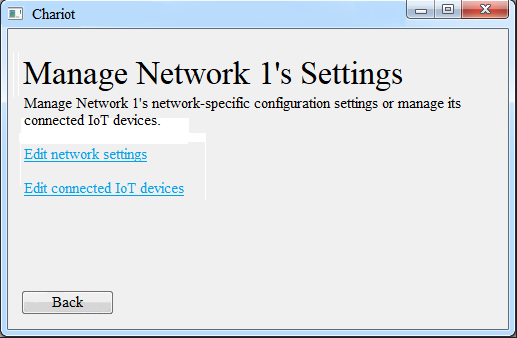 Chariot
Manage Network 1's Settings
Manage Network 1's network-specific configuration settings or manage its
connected IoT devices.
Edit network settings
Edit connected IoT devices
Back